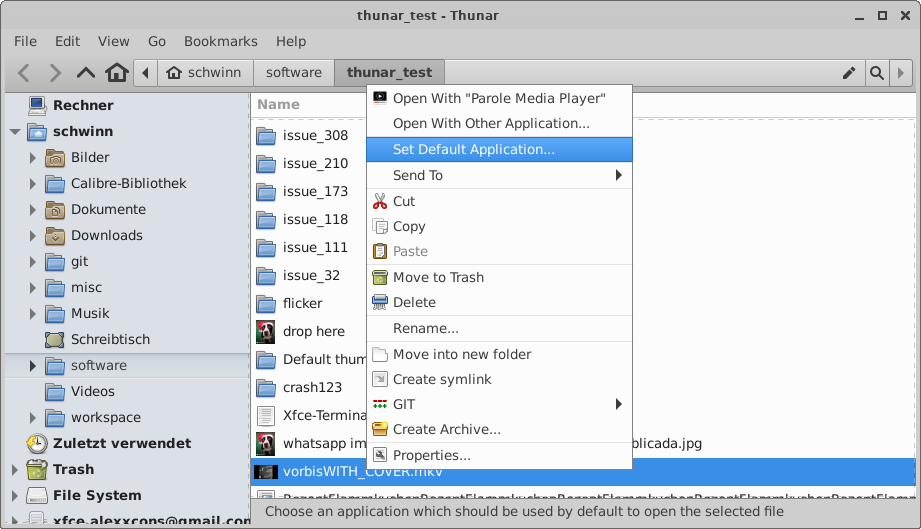 thunar_test - Thunar
File Edit View Go Bookmarks Help
schwinn software thunar_test
Rechner
schwinn
Bilder
Calibre-Bibliothek
Dokumente
Downloads
git
misc
Musik
Schreibtisch
software
Videos
workspace
Zuletzt verwendet
Trash
File System
xfce.alexxcons@gmail.con
Name
issue_308
issue_210
issue_173
issue_118
issue_111
issue_32
flicker
drop here
Default thum
crash123
Xfce-Termina
whatsapp im blicada.jpg
vorbisWITH_COVER.mkv
Open With "Parole Media Player"
Open With Other Application...
Set Default Application...
Send To
Cut
Copy
Paste
Move to Trash
Delete
Rename...
Move into new folder
Create symlink
GIT
Create Archive...
Properties...
Choose an application which should be used by default to open the selected file